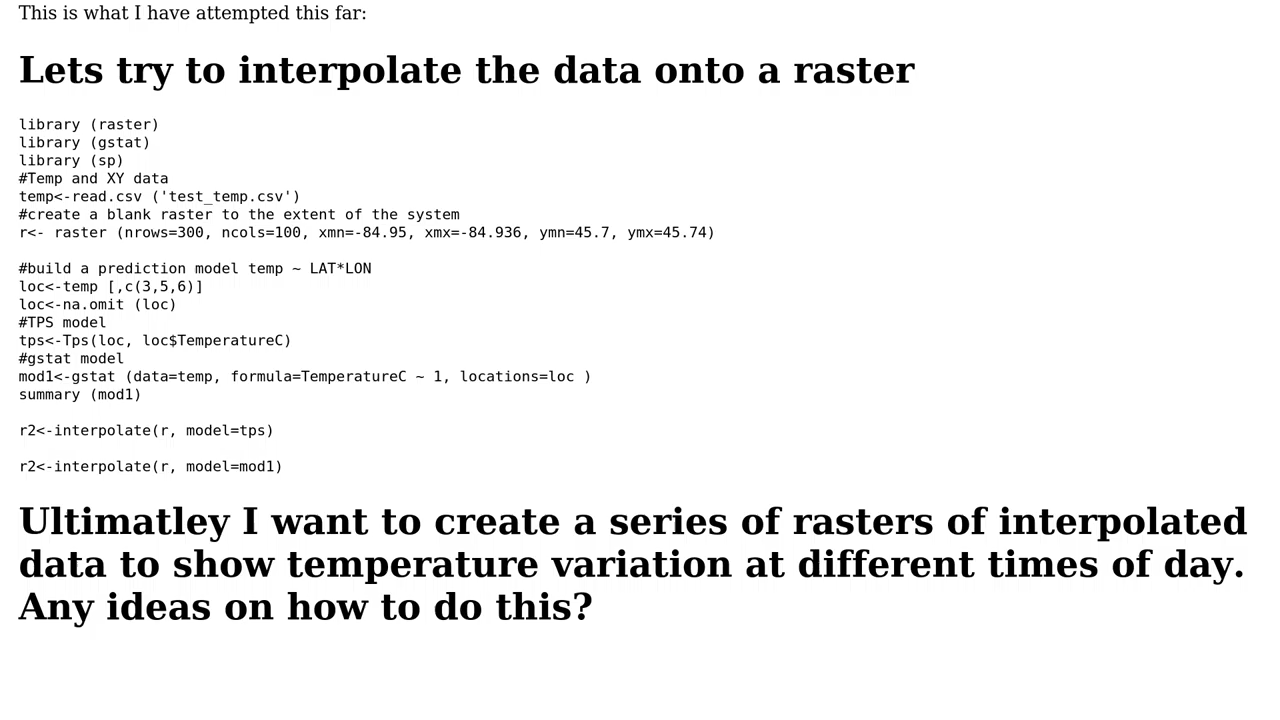 This is what I have attempted this far:
Lets try to interpolate the data onto a raster
library (raster)
library (gstat)
library (sp)
#Temp and XY data
temp<-read.csv ('test_temp.csv')
#create a blank raster to the extent of the system
r<- raster (nrows=300, ncols=100, xmn=-84.95, xmx=-84.936, ymn=45.7, ymx=45.74)
#build a prediction model temp ~ LAT*LON
loc<-temp [,c(3,5,6)]
loc<-na.omit (loc)
#TPS model
tps<-Tps(loc, loc$TemperatureC)
#gstat model
mod1<-gstat (data=temp, formula=TemperatureC ~ 1, locations=loc )
summary (mod1)
r2<-interpolate(r, model=tps)
r2<-interpolate(r, model=mod1)
Ultimatley I want to create a series of rasters of interpolated
data to show temperature variation at different times of day.
Any ideas on how to do this?